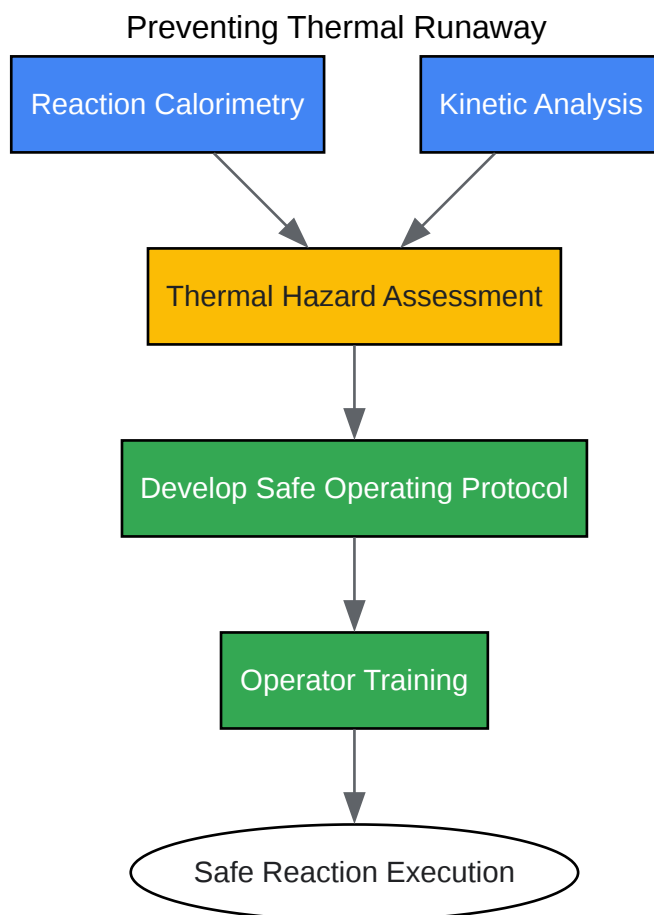 Preventing Thermal Runaway
Reaction Calorimetry
Kinetic Analysis
Thermal Hazard Assessment
Develop Safe Operating Protocol
Operator Training
Safe Reaction Execution